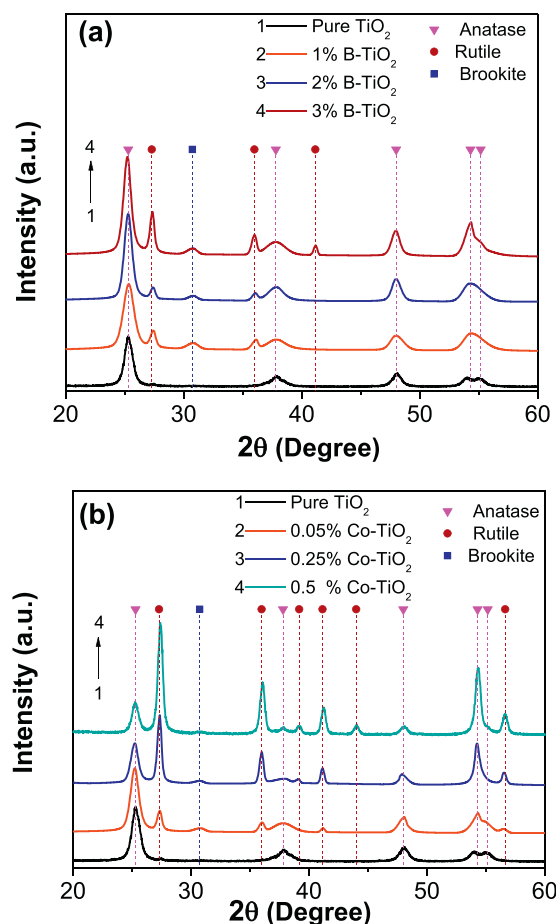 (a)
1 Pure TiO₂
2 1% B-TiO₂
3 2% B-TiO₂
4 3% B-TiO₂
Anatase
Rutile
Brookite
4
1
Intensity (a.u.)
20 30 40 50 60
2θ (Degree)
(b)
1 Pure TiO₂
2 0.05% Co-TiO₂
3 0.25% Co-TiO₂
4 0.5 % Co-TiO₂
Anatase
Rutile
Brookite
4
1
Intensity (a.u.)
20 30 40 50 60
2θ (Degree)